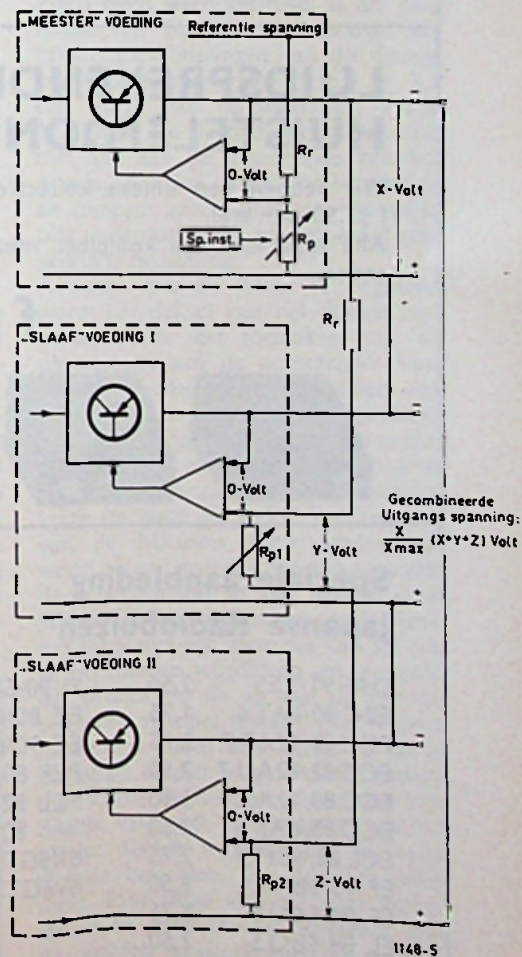 „MEESTER" VOEDING
Referentie spanning
Rr
0-Volt
X-Volt
Sp.inst.
Rp
Rr
„SLAAF" VOEDING I
0-Volt
Rp1
Y-Volt
Gecombineerde
Uitgangs spanning:
X/Xmax (X+Y+Z) Volt
„SLAAF" VOEDING II
0-Volt
Rp2
Z-Volt
1148-5